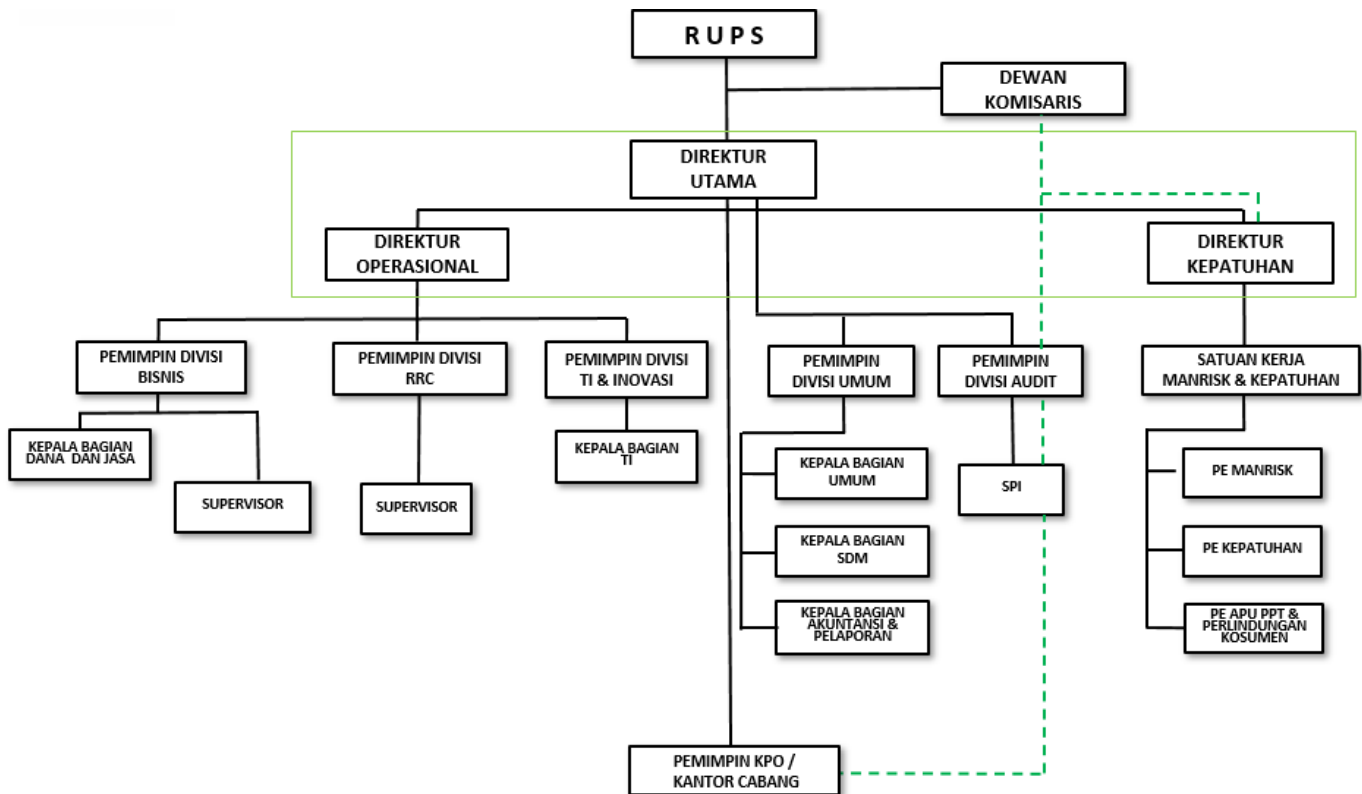 R U P S
DEWAN
KOMISARIS
DIREKTUR
UTAMA
DIREKTUR
OPERASIONAL
DIREKTUR
KEPATUHAN
PEMIMPIN DIVISI
BISNIS
PEMIMPIN DIVISI
RRC
PEMIMPIN DIVISI
TI & INOVASI
PEMIMPIN
DIVISI UMUM
PEMIMPIN
DIVISI AUDIT
SATUAN KERJA
MANRISK & KEPATUHAN
KEPALA BAGIAN
DANA DAN JASA
SUPERVISOR
SUPERVISOR
KEPALA BAGIAN
TI
KEPALA BAGIAN
UMUM
KEPALA BAGIAN
SDM
KEPALA BAGIAN
AKUNTANSI &
PELAPORAN
SPI
PE MANRISK
PE KEPATUHAN
PE APU PPT &
PERLINDUNGAN
KOSUMEN
PEMIMPIN KPO /
KANTOR CABANG